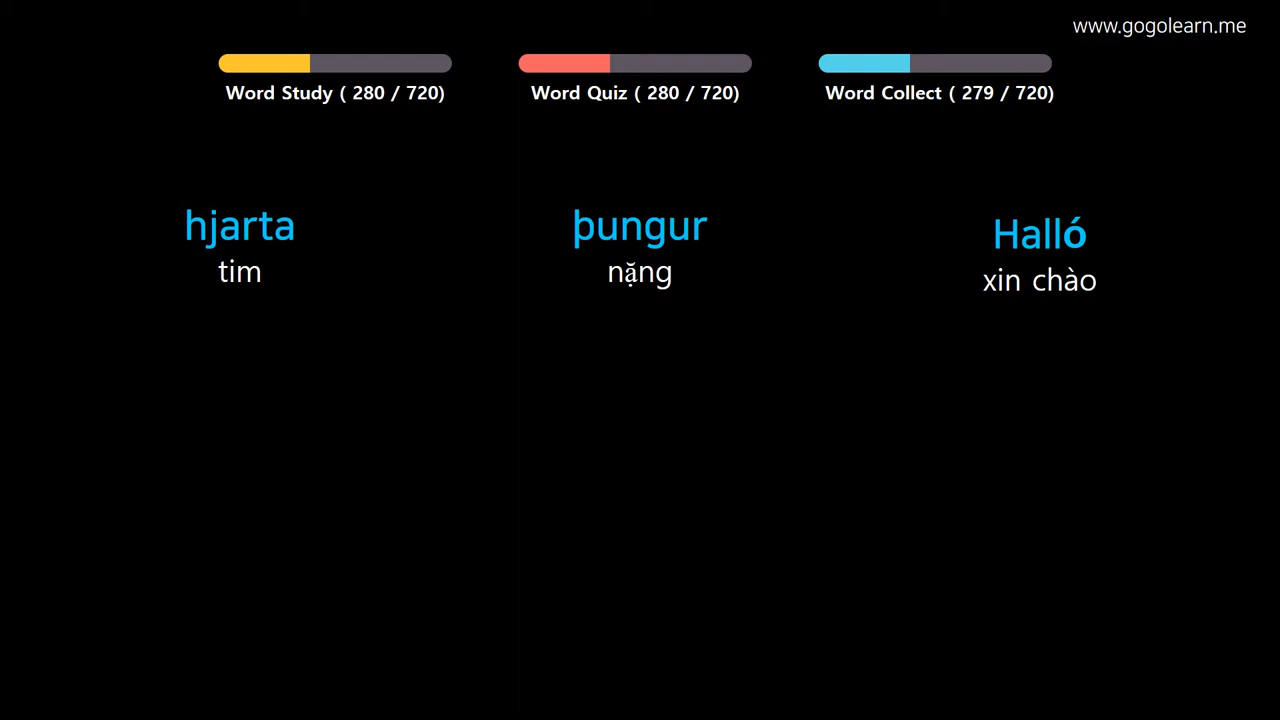 www.gogolearn.me
Word Study ( 280 / 720)
Word Quiz ( 280 / 720)
Word Collect ( 279 / 720)
hjarta
tim
þungur
nặng
Halló
xin chào